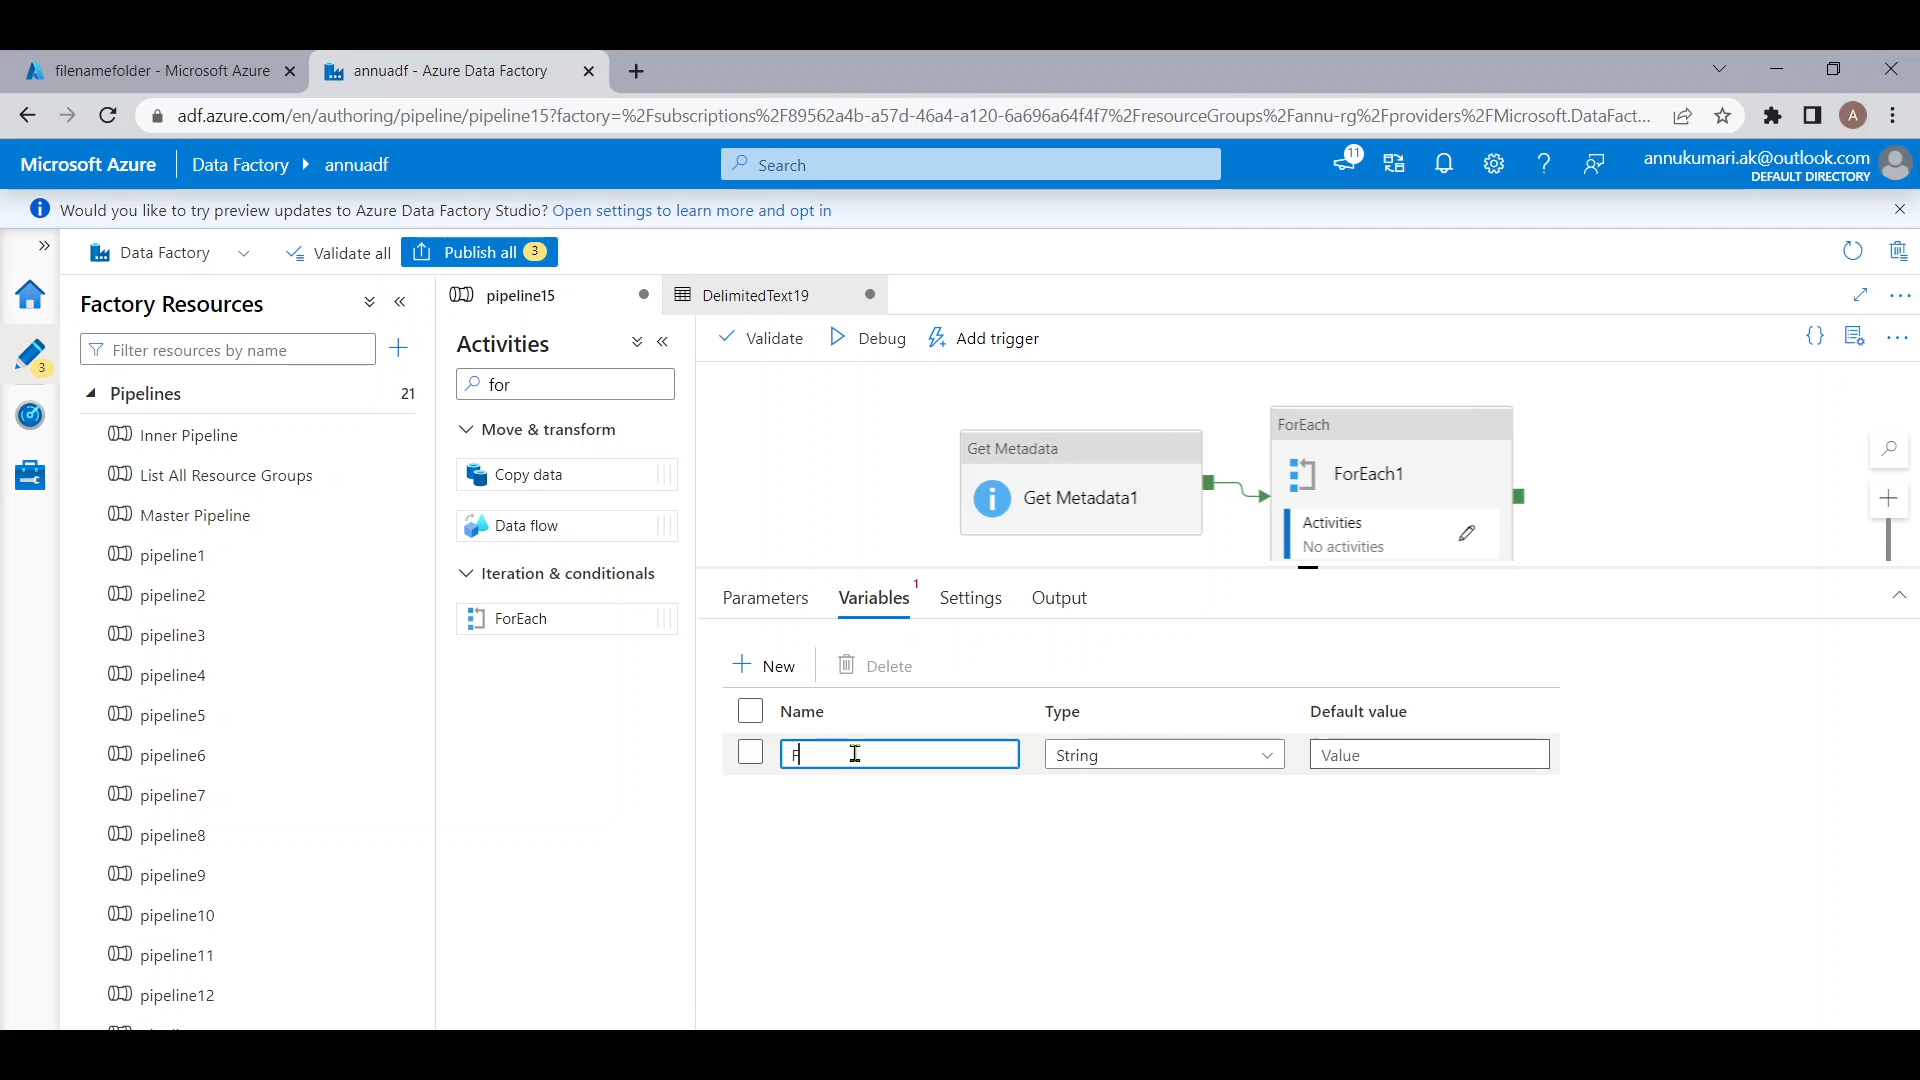 filenamefolder - Microsoft Azure
annuadf - Azure Data Factory
adf.azure.com/en/authoring/pipeline/pipeline15?factory=%2Fsubscriptions%2F89562a4b-a57d-46a4-a120-6a696a64f4f7%2FresourceGroups%2Fannu-rg%2Fproviders%2FMicrosoft.DataFact...
A
Microsoft Azure
Data Factory
annuadf
Search
11
annukumari.ak@outlook.com
DEFAULT DIRECTORY
Would you like to try preview updates to Azure Data Factory Studio? Open settings to learn more and opt in
Data Factory
Validate all
Publish all 3
3
Factory Resources
Filter resources by name
Pipelines 21
Inner Pipeline
List All Resource Groups
Master Pipeline
pipeline1
pipeline2
pipeline3
pipeline4
pipeline5
pipeline6
pipeline7
pipeline8
pipeline9
pipeline10
pipeline11
pipeline12
pipeline15
DelimitedText19
Activities
for
Move & transform
Copy data
Data flow
Iteration & conditionals
ForEach
Validate
Debug
Add trigger
Get Metadata
Get Metadata1
ForEach
ForEach1
Activities
No activities
Parameters
Variables 1
Settings
Output
New
Delete
Name Type Default value
F String Value